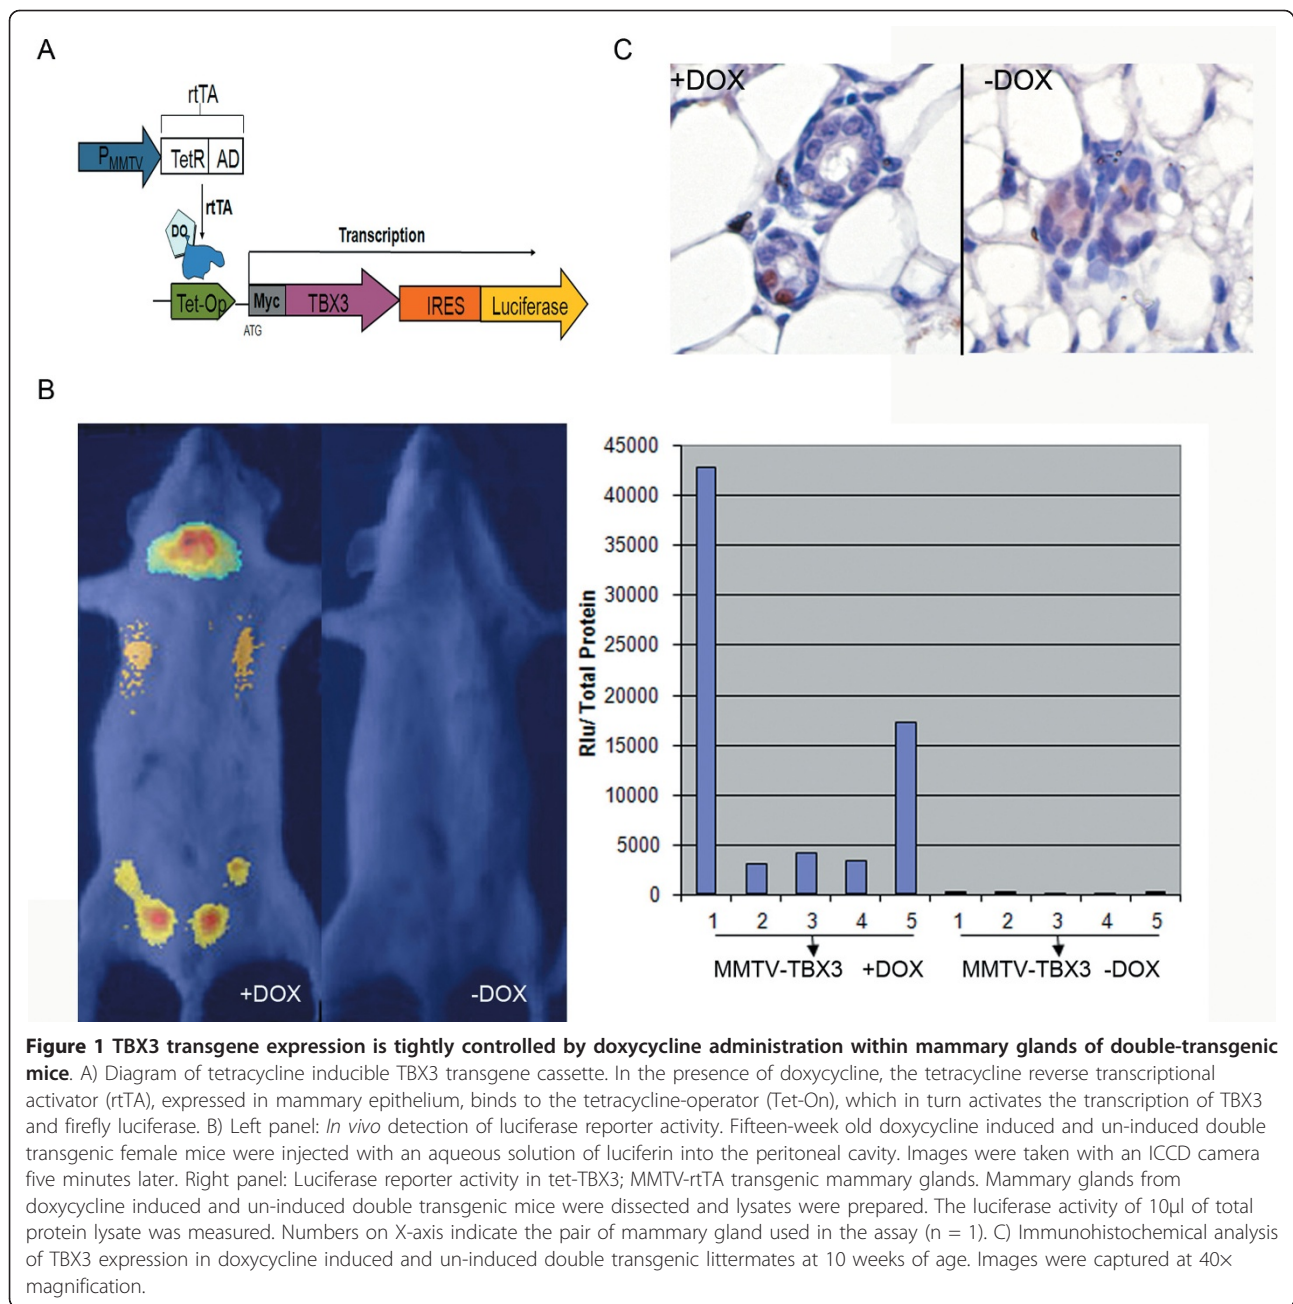 A
rtTA
P_MMTV TetR AD
rtTA
DO
Transcription
Tet-Op Myc TBX3 IRES Luciferase
ATG
C
+DOX -DOX
B
+DOX -DOX
Rlu/ Total Protein
45000
40000
35000
30000
25000
20000
15000
10000
5000
0
1 2 3 4 5 1 2 3 4 5
MMTV-TBX3 +DOX MMTV-TBX3 -DOX
Figure 1 TBX3 transgene expression is tightly controlled by doxycycline administration within mammary glands of double-transgenic
mice. A) Diagram of tetracycline inducible TBX3 transgene cassette. In the presence of doxycycline, the tetracycline reverse transcriptional
activator (rtTA), expressed in mammary epithelium, binds to the tetracycline-operator (Tet-On), which in turn activates the transcription of TBX3
and firefly luciferase. B) Left panel: In vivo detection of luciferase reporter activity. Fifteen-week old doxycycline induced and un-induced double
transgenic female mice were injected with an aqueous solution of luciferin into the peritoneal cavity. Images were taken with an ICCD camera
five minutes later. Right panel: Luciferase reporter activity in tet-TBX3; MMTV-rtTA transgenic mammary glands. Mammary glands from
doxycycline induced and un-induced double transgenic mice were dissected and lysates were prepared. The luciferase activity of 10μl of total
protein lysate was measured. Numbers on X-axis indicate the pair of mammary gland used in the assay (n = 1). C) Immunohistochemical analysis
of TBX3 expression in doxycycline induced and un-induced double transgenic littermates at 10 weeks of age. Images were captured at 40×
magnification.